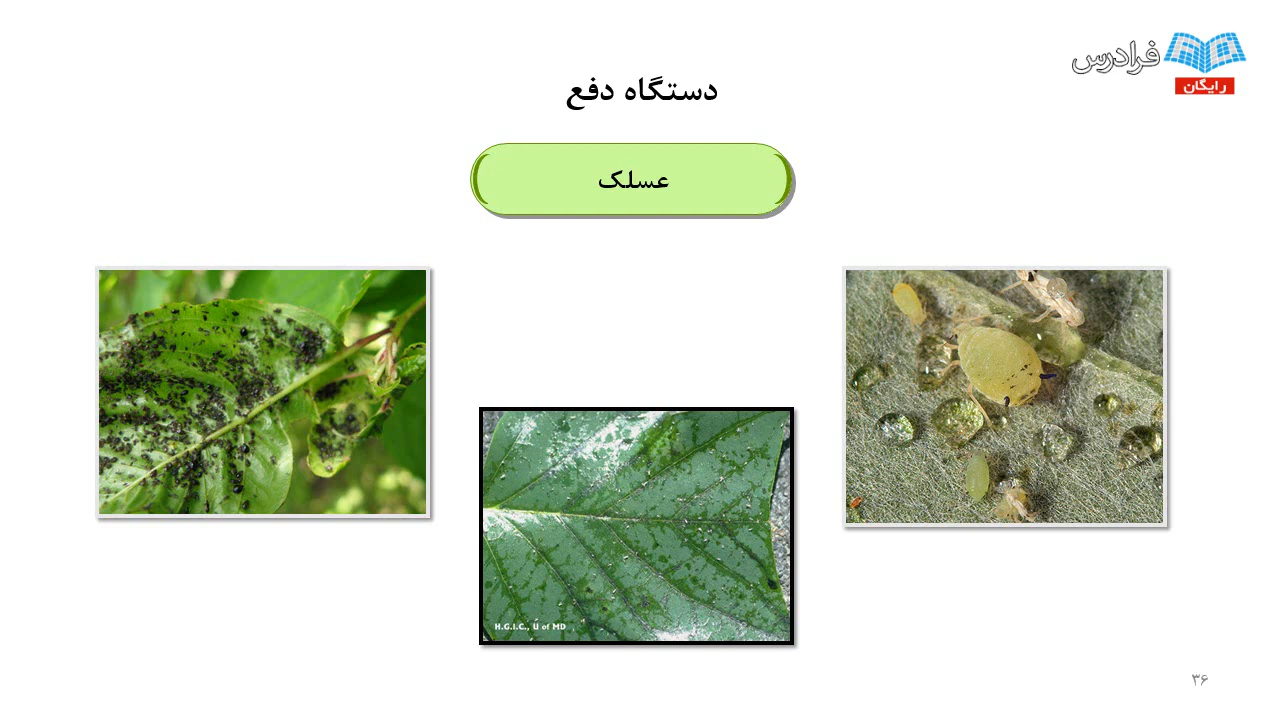 فرادرس
رایگان
دستگاه دفع
عسلک
H.G.I.C., U of MD
۳۶